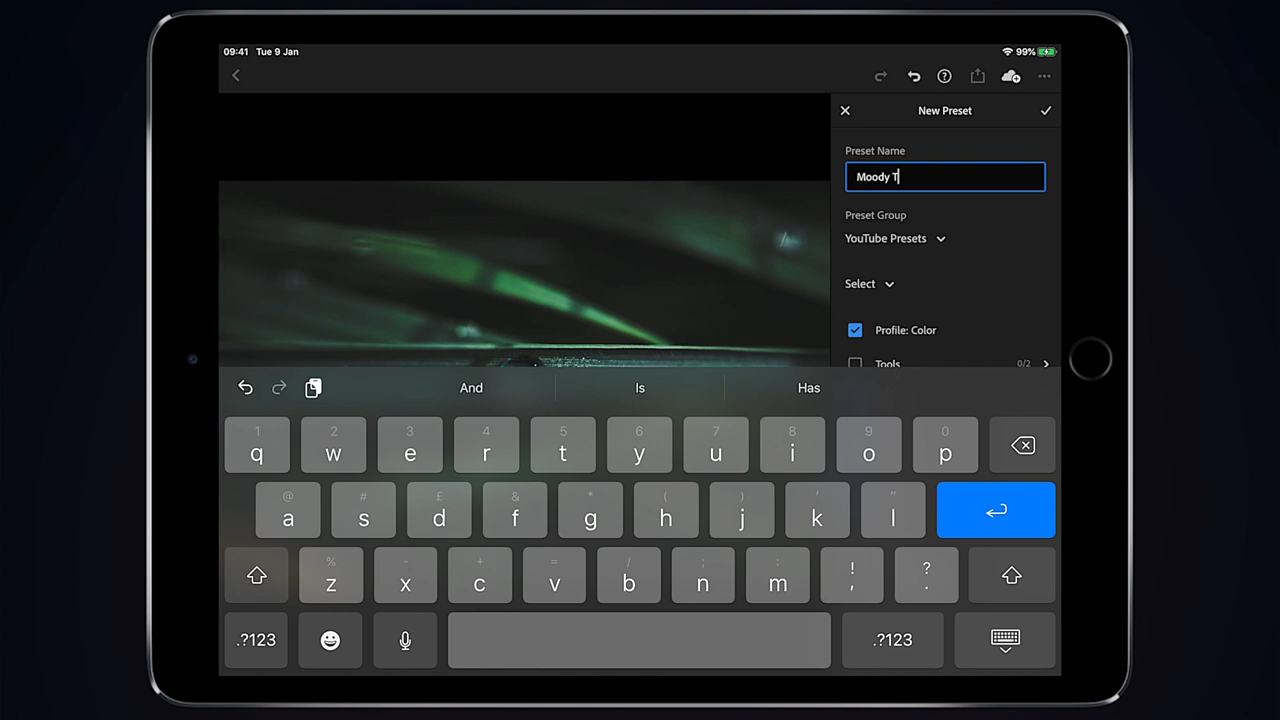 09:41 Tue 9 Jan 99%
New Preset
Preset Name
Moody T
Preset Group
YouTube Presets
Select
Profile: Color
Tools 0/2
And Is Has
1 2 3 4 5 6 7 8 9 0
q w e r t y u i o p
@ # £ & * ( ) ' "
a s d f g h j k l
% - + = / ; : ! ?
z x c v b n m , .
.?123 .?123